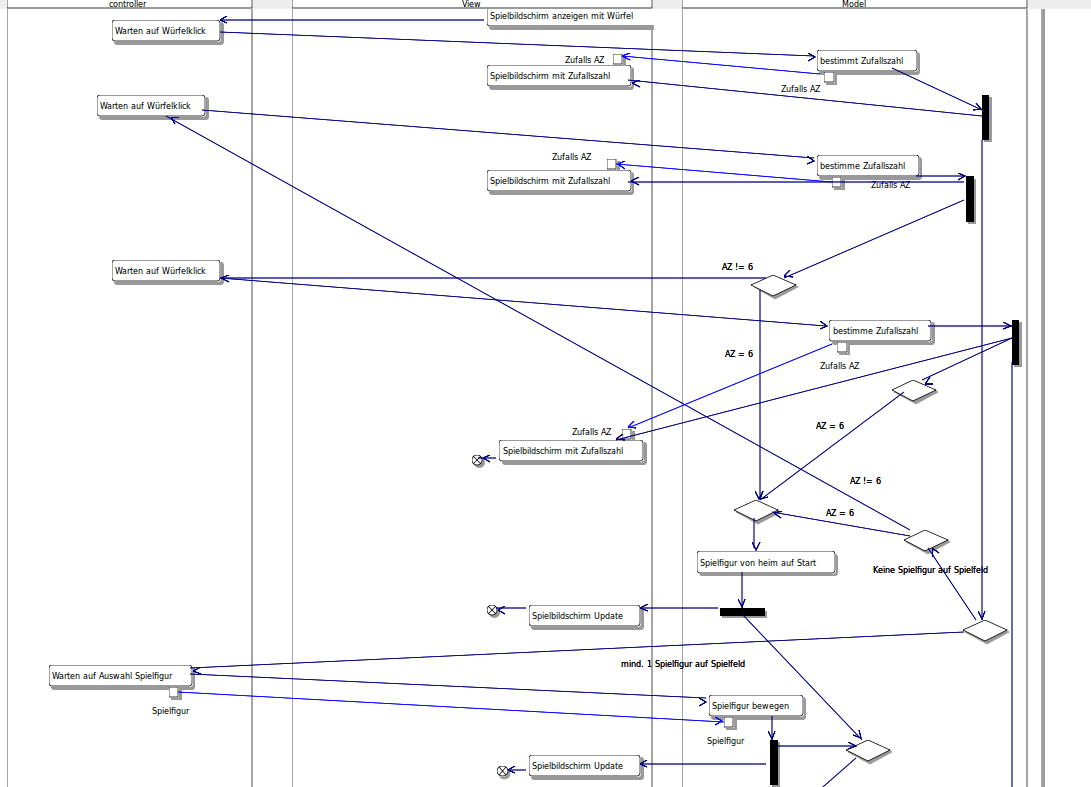 controller
View
Model
Spielbildschirm anzeigen mit Würfel
Warten auf Würfelklick
Zufalls AZ
bestimmt Zufallszahl
Spielbildschirm mit Zufallszahl
Zufalls AZ
Warten auf Würfelklick
Zufalls AZ
bestimme Zufallszahl
Spielbildschirm mit Zufallszahl
Zufalls AZ
Warten auf Würfelklick
AZ != 6
bestimme Zufallszahl
AZ = 6
Zufalls AZ
AZ = 6
Zufalls AZ
Spielbildschirm mit Zufallszahl
AZ != 6
AZ = 6
Spielfigur von heim auf Start
Keine Spielfigur auf Spielfeld
Spielbildschirm Update
mind. 1 Spielfigur auf Spielfeld
Warten auf Auswahl Spielfigur
Spielfigur
Spielfigur bewegen
Spielfigur
Spielbildschirm Update